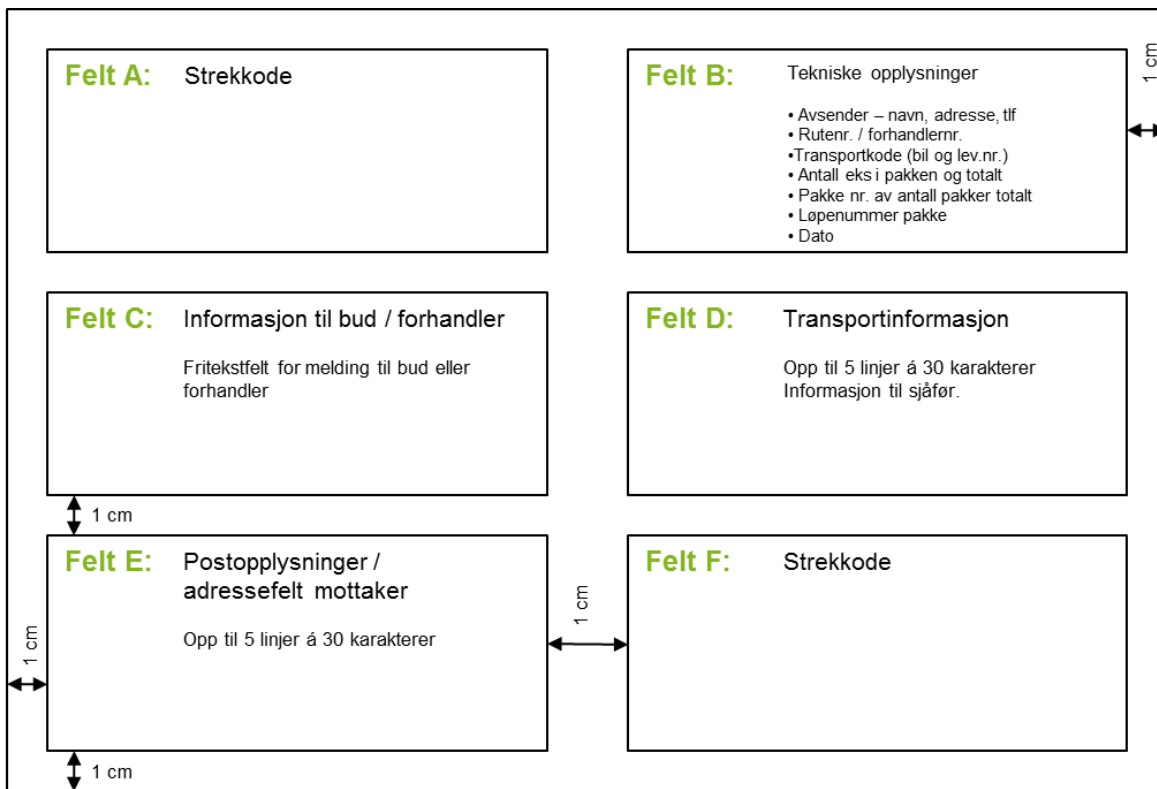 Felt A: Strekkode
Felt B: Tekniske opplysninger
• Avsender – navn, adresse, tlf
• Rutenr. / forhandlernr.
•Transportkode (bil og lev.nr.)
• Antall eks i pakken og totalt
• Pakke nr. av antall pakker totalt
• Løpenummer pakke
• Dato
1 cm
Felt C: Informasjon til bud / forhandler
Fritekstfelt for melding til bud eller
forhandler
Felt D: Transportinformasjon
Opp til 5 linjer á 30 karakterer
Informasjon til sjåfør.
1 cm
Felt E: Postopplysninger /
adressefelt mottaker
Opp til 5 linjer á 30 karakterer
1 cm
1 cm
Felt F: Strekkode
1 cm